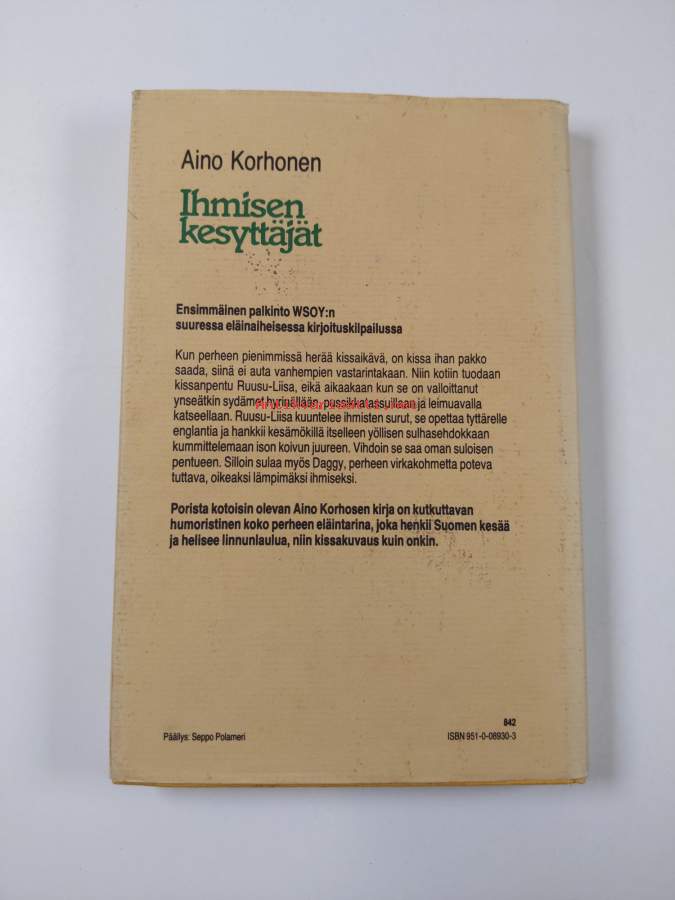 Aino Korhonen
Ihmisen
kesyttäjät
Ensimmäinen palkinto WSOY:n
suuressa eläinaiheisessa kirjoituskilpailussa
Kun perheen pienimmissä herää kissaikävä, on kissa ihan pakko
saada, siinä ei auta vanhempien vastarintakaan. Niin kotiin tuodaan
kissanpentu Ruusu-Liisa, eikä aikaakaan kun se on valloittanut
ynseätkin sydämet hyrinällään, pussikkatassullaan ja leimuavalla
katseellaan. Ruusu-Liisa kuuntelee ihmisten surut, se opettaa tyttärelle
englantia ja hankkii kesämökillä itselleen yöllisen sulhasehdokkaan
kummittelemaan ison koivun juureen. Vihdoin se saa oman suloisen
pentueen. Silloin sulaa myös Daggy, perheen virkakohmetta poteva
tuttava, oikeaksi lämpimäksi ihmiseksi.
Porista kotoisin olevan Aino Korhosen kirja on kutkuttavan
humoristinen koko perheen eläintarina, joka henkii Suomen kesää
ja helisee linnunlaulua, niin kissakuvaus kuin onkin.
842
Päällys: Seppo Polameri
ISBN 951-0-08930-3